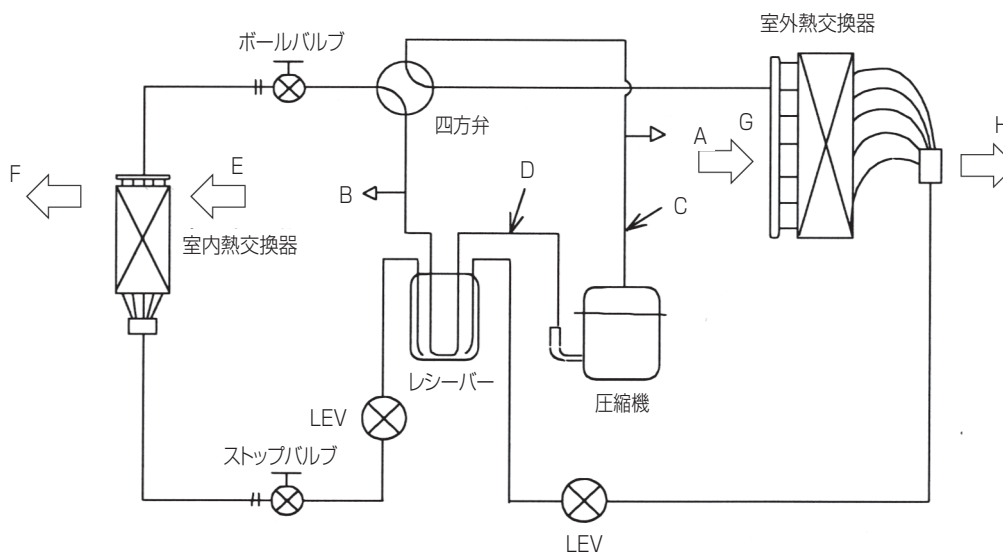 室外熱交換器
ボールバルブ
四方弁
A
G
H
F
E
B
D
C
室内熱交換器
レシーバー
圧縮機
LEV
ストップバルブ
LEV